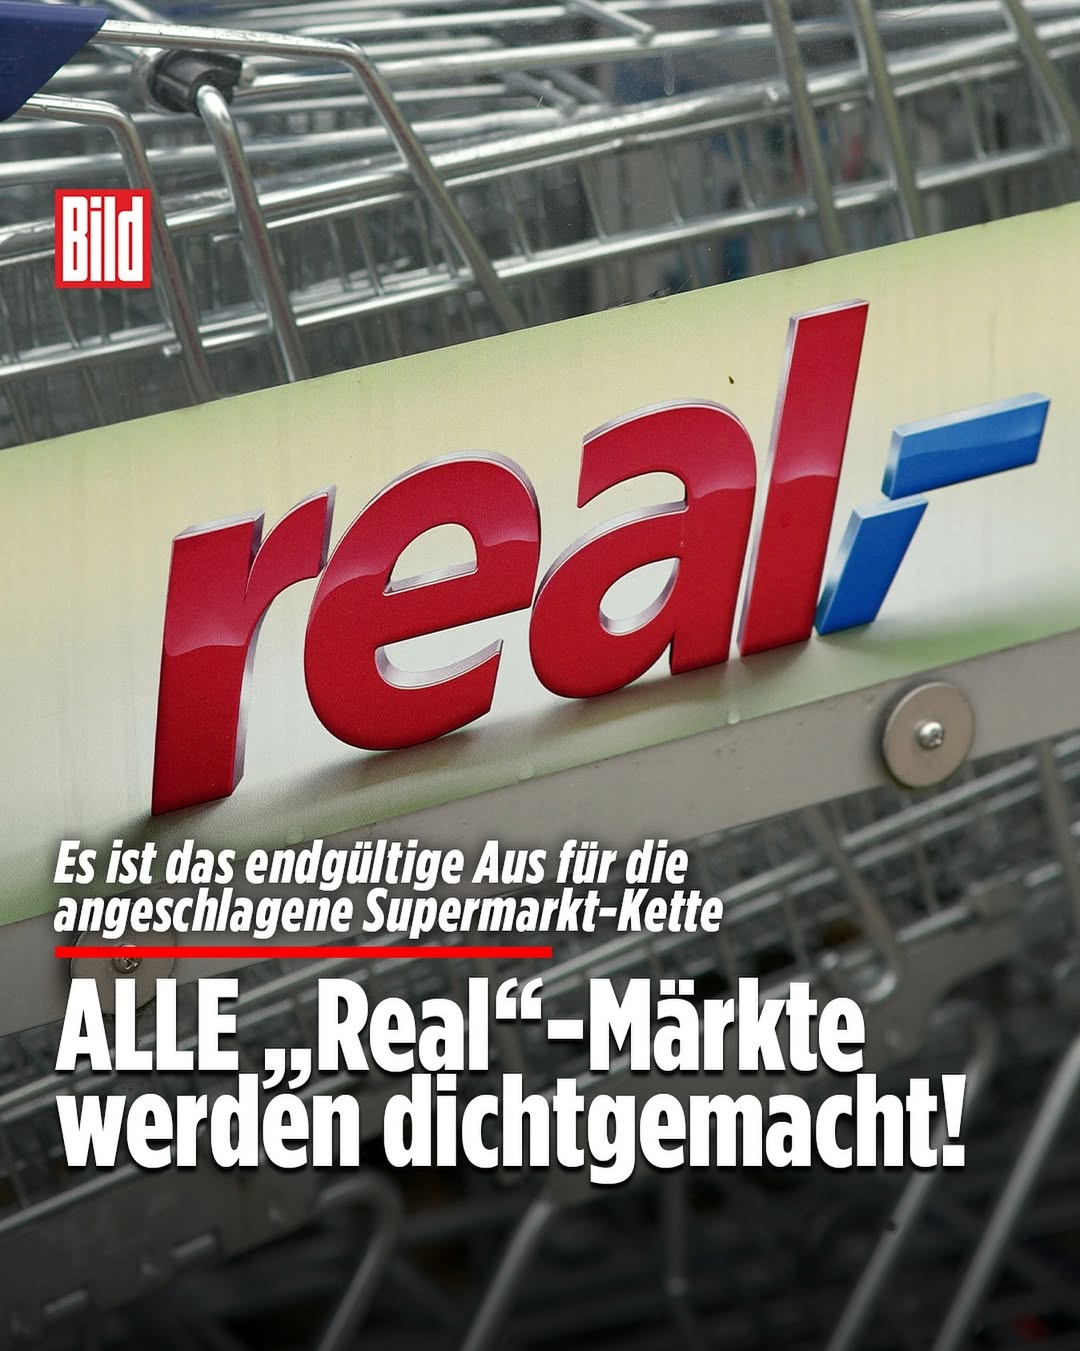 Bild
real,-
Es ist das endgültige Aus für die
angeschlagene Supermarkt-Kette
ALLE „Real“-Märkte
werden dichtgemacht!